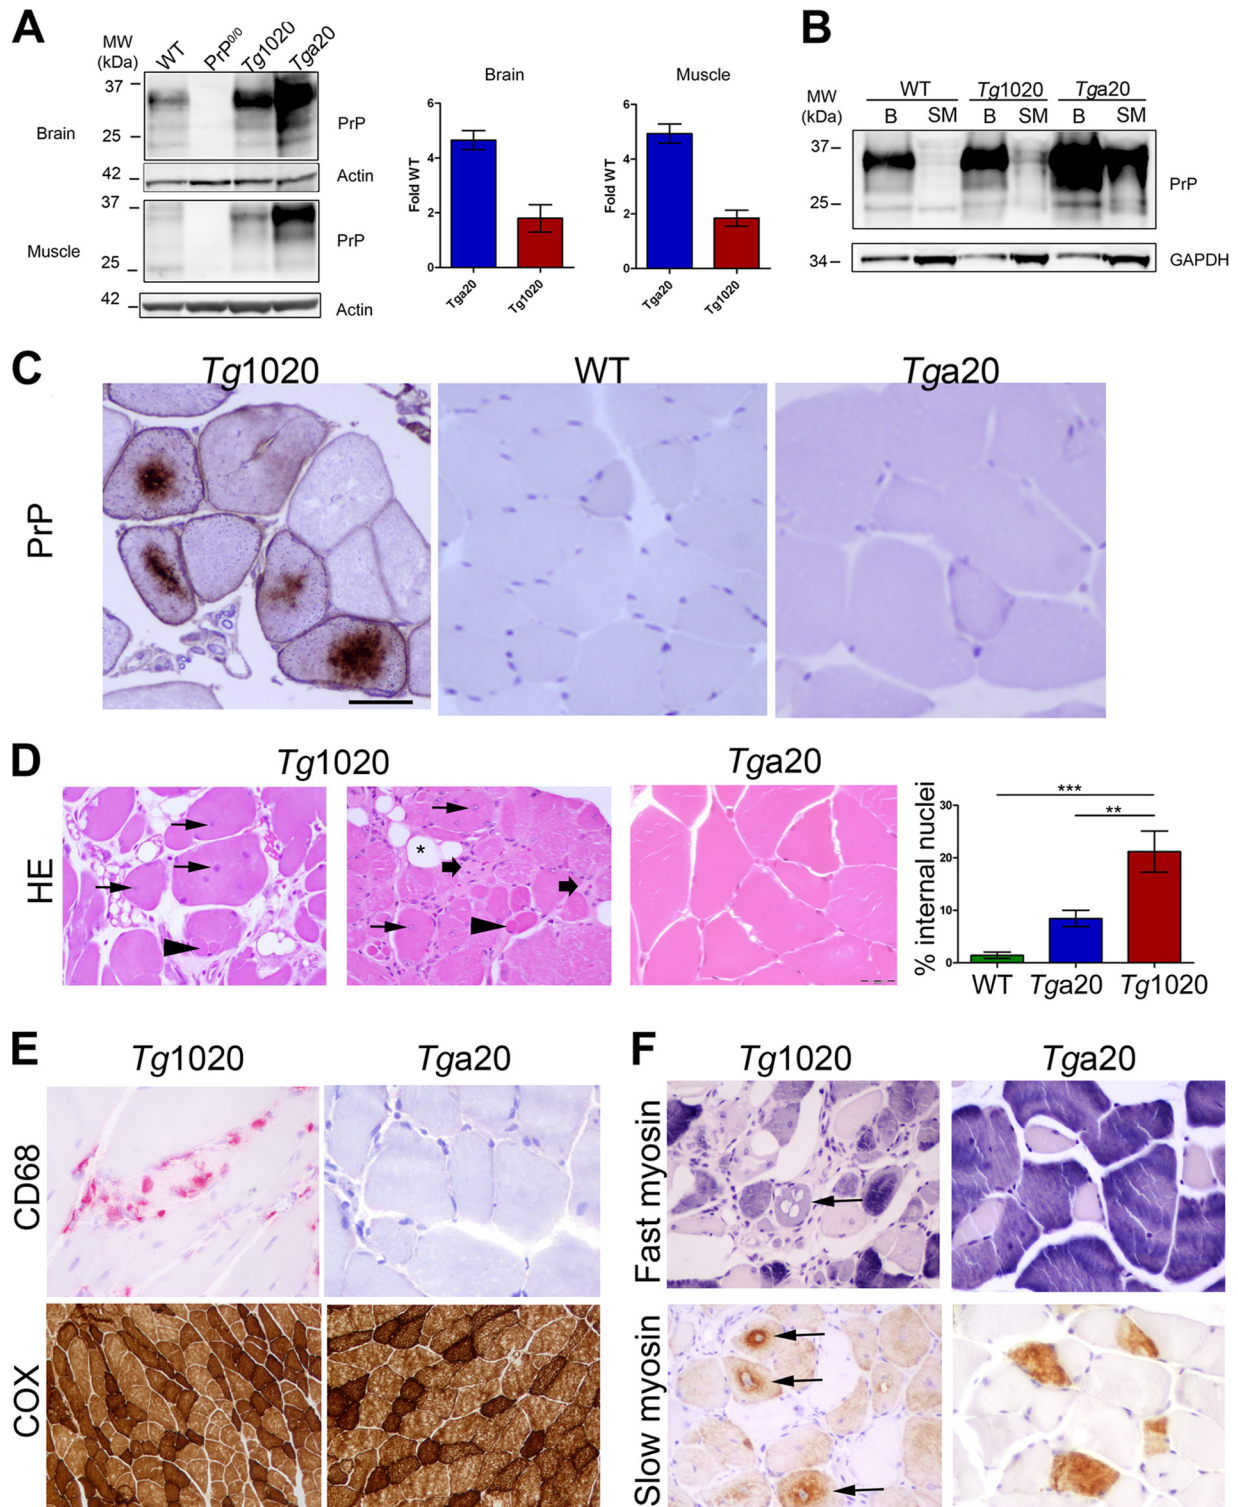 A
MW
(kDa)
WT
PrP0/0
Tg1020
Tga20
37
Brain
25
PrP
42
Actin
37
Muscle
25
PrP
42
Actin
Brain
6
4
2
0
Fold WT
Tga20
Tg1020
Muscle
6
4
2
0
Fold WT
Tga20
Tg1020
B
MW
(kDa)
WT Tg1020 Tga20
B SM B SM B SM
37
25
PrP
34
GAPDH
C
Tg1020 WT Tga20
PrP
D
Tg1020 Tga20
HE
*
% internal nuclei
30
20
10
0
***
**
WT Tga20 Tg1020
E
Tg1020 Tga20
CD68
COX
F
Tg1020 Tga20
Fast myosin
Slow myosin